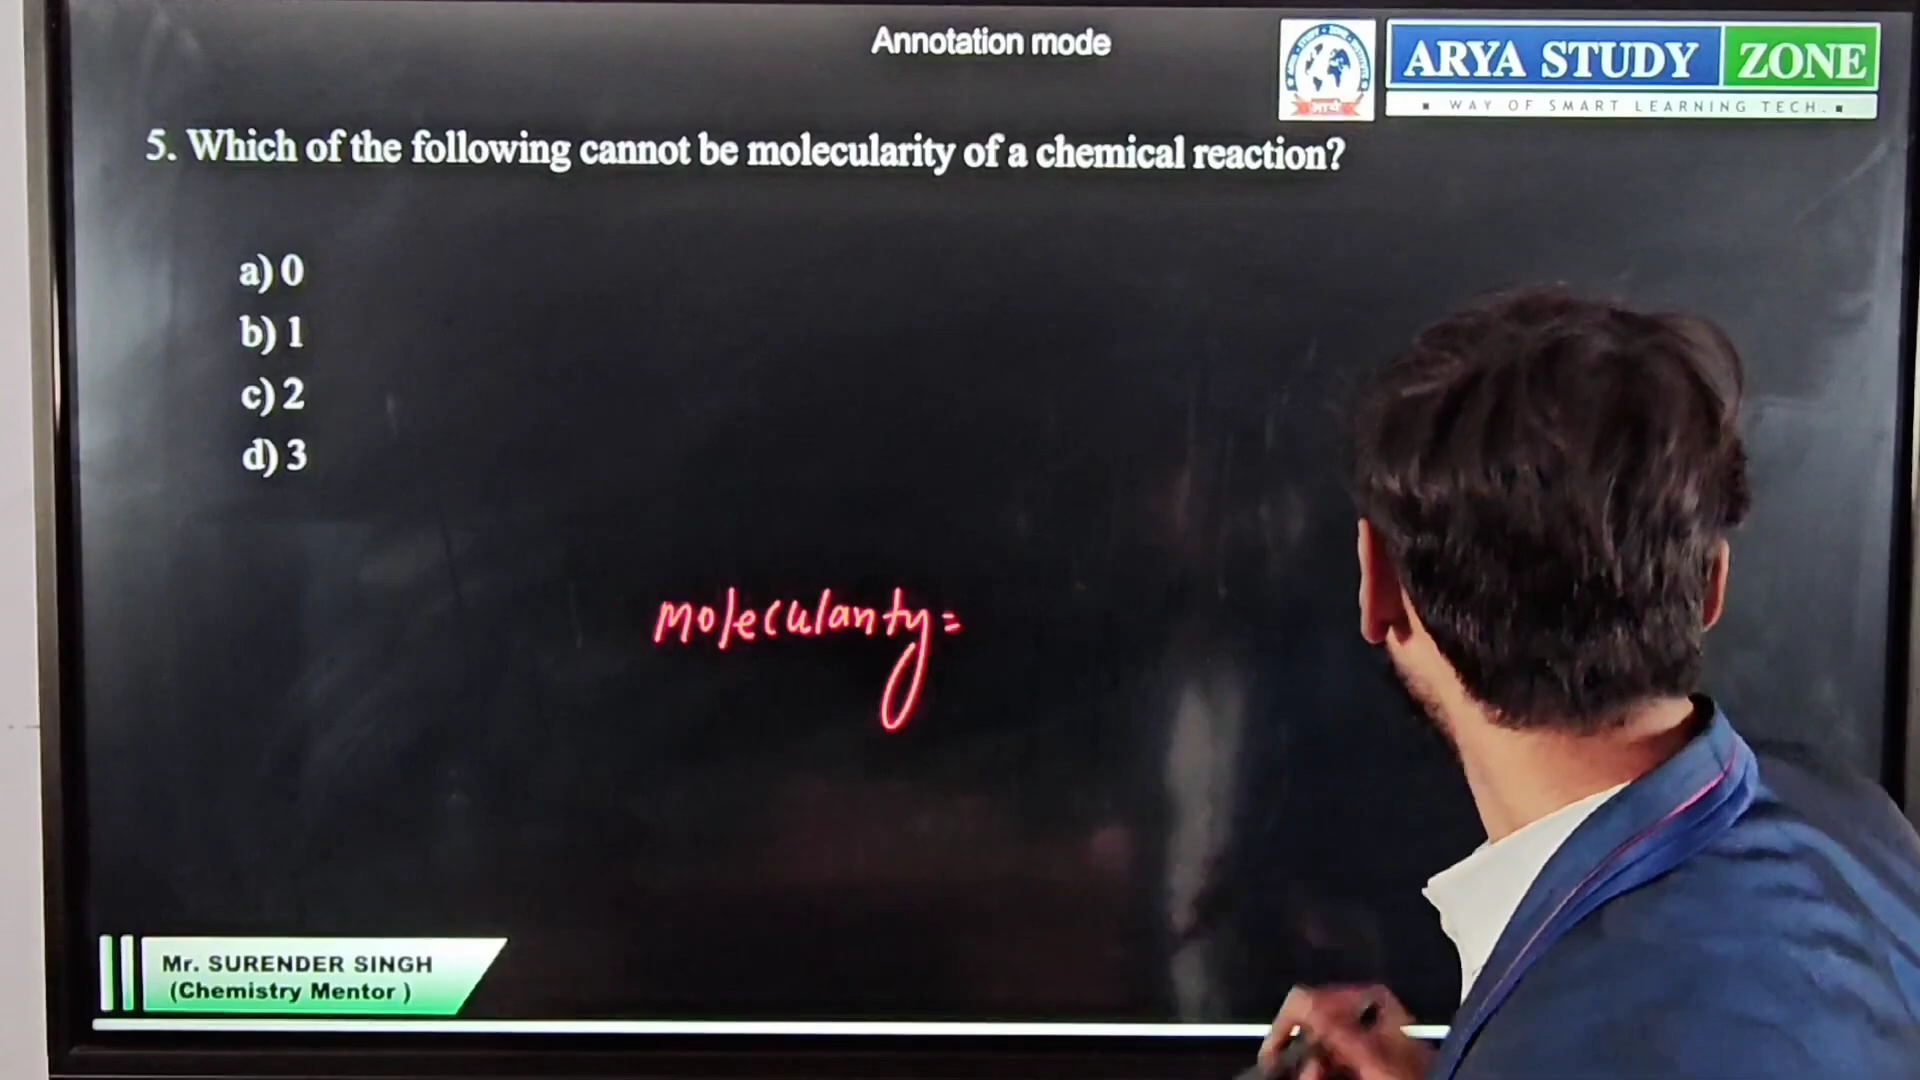 Annotation mode
ARYA STUDY ZONE
WAY OF SMART LEARNING TECH.
आर्य
5. Which of the following cannot be molecularity of a chemical reaction?
a) 0
b) 1
c) 2
d) 3
molecularity=
Mr. SURENDER SINGH
(Chemistry Mentor )